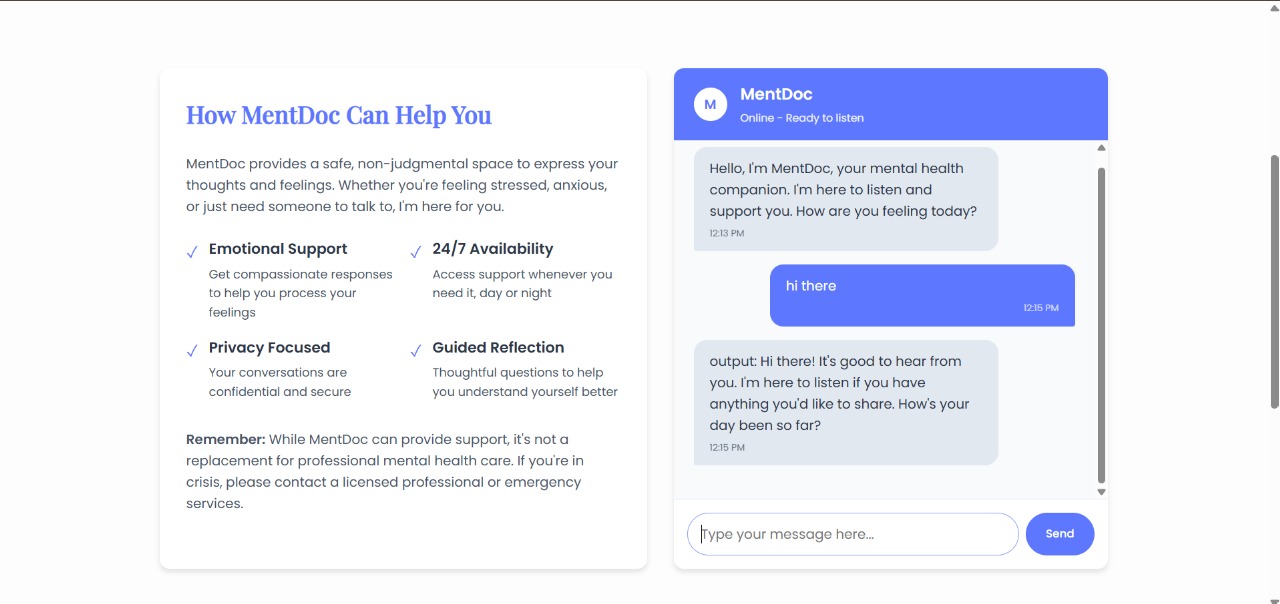 How MentDoc Can Help You
MentDoc provides a safe, non-judgmental space to express your
thoughts and feelings. Whether you're feeling stressed, anxious,
or just need someone to talk to, I'm here for you.
✓ Emotional Support
Get compassionate responses
to help you process your
feelings
✓ 24/7 Availability
Access support whenever you
need it, day or night
✓ Privacy Focused
Your conversations are
confidential and secure
✓ Guided Reflection
Thoughtful questions to help
you understand yourself better
Remember: While MentDoc can provide support, it's not a
replacement for professional mental health care. If you're in
crisis, please contact a licensed professional or emergency
services.
M
MentDoc
Online - Ready to listen
Hello, I'm MentDoc, your mental health
companion. I'm here to listen and
support you. How are you feeling today?
12:13 PM
hi there
12:15 PM
output: Hi there! It's good to hear from
you. I'm here to listen if you have
anything you'd like to share. How's your
day been so far?
12:15 PM
Type your message here...
Send